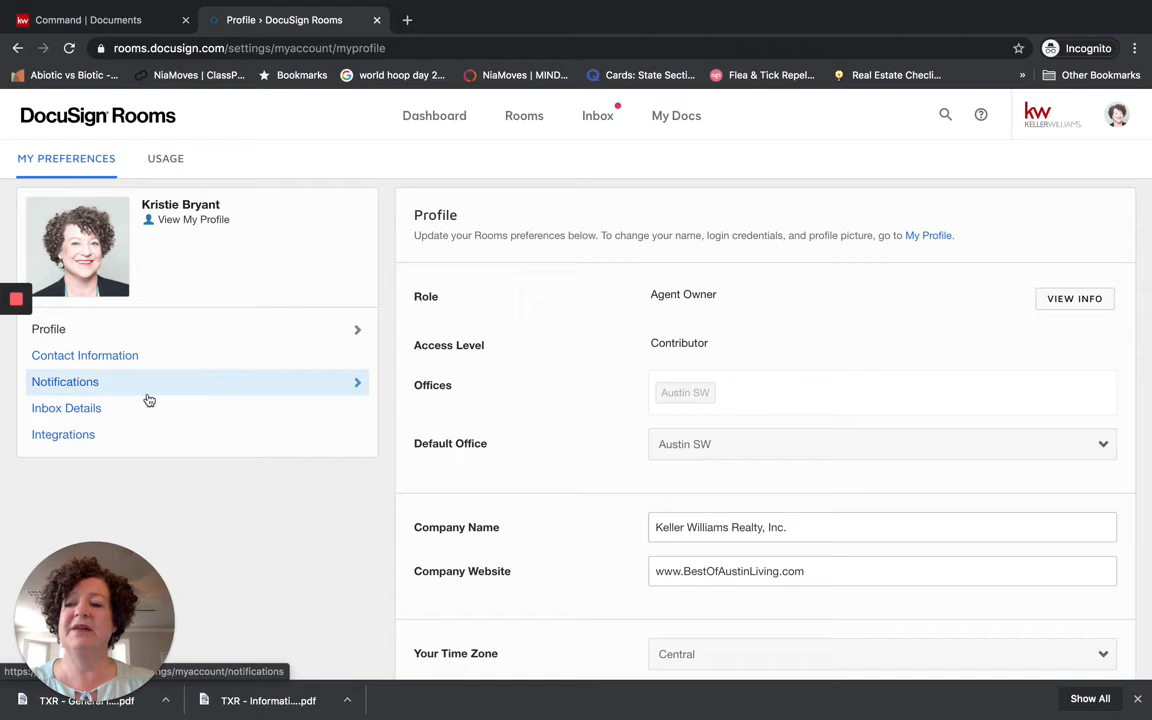 Command | Documents
Profile › DocuSign Rooms
rooms.docusign.com/settings/myaccount/myprofile
Incognito
Abiotic vs Biotic -...
NiaMoves | ClassP...
Bookmarks
world hoop day 2...
NiaMoves | MIND...
Cards: State Secti...
Flea & Tick Repel...
Real Estate Checli...
»
Other Bookmarks
DocuSign Rooms
Dashboard
Rooms
Inbox
My Docs
kw
KELLERWILLIAMS.
MY PREFERENCES
USAGE
Kristie Bryant
View My Profile
Profile
Contact Information
Notifications
Inbox Details
Integrations
Profile
Update your Rooms preferences below. To change your name, login credentials, and profile picture, go to My Profile.
Role
Agent Owner
VIEW INFO
Access Level
Contributor
Offices
Austin SW
Default Office
Austin SW
Company Name
Keller Williams Realty, Inc.
Company Website
www.BestOfAustinLiving.com
Your Time Zone
Central
https:
ngs/myaccount/notifications
TXR - General I....pdf
TXR - Informati....pdf
Show All